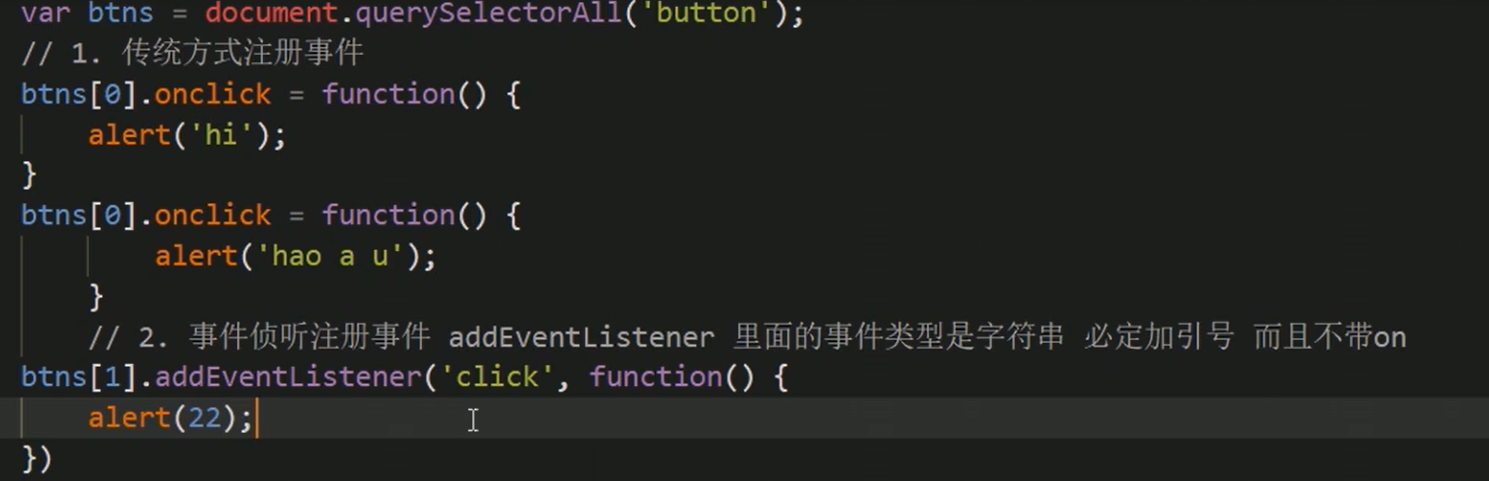 var btns = document.querySelectorAll('button');
// 1. 传统方式注册事件
btns[0].onclick = function() {
alert('hi');
}
btns[0].onclick = function() {
alert('hao a u');
}
// 2. 事件侦听注册事件 addEventListener 里面的事件类型是字符串 必定加引号 而且不带on
btns[1].addEventListener('click', function() {
alert(22);
})